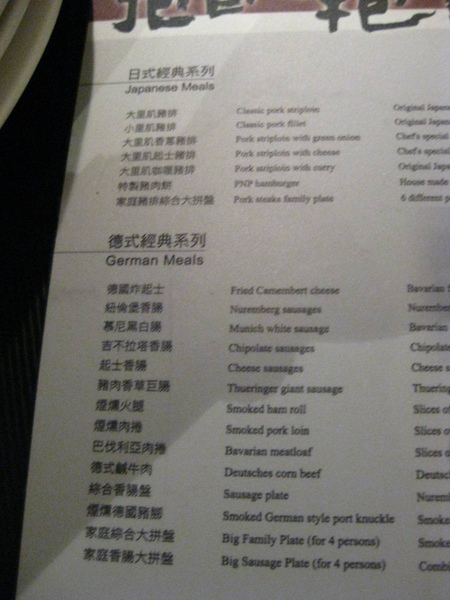 日式經典系列
Japanese Meals
大里肌豬排 Classic pork striploin Original Japan
小里肌豬排 Classic pork fillet Original Japan
大里肌香蔥豬排 Pork striploin with green onion Chef's special
大里肌起士豬排 Pork striploin with cheese Chef's special
大里肌咖哩豬排 Pork striploin with curry Original Japa
特製豬肉餅 PNP hamburger House made
家庭豬排綜合大拼盤 Pork steaks family plate 6 different p
德式經典系列
German Meals
德國炸起士 Fried Camembert cheese Bavarian
紐倫堡香腸 Nuremberg sausages Nurember
慕尼黑白腸 Munich white sausage Bavarian
吉不拉塔香腸 Chipolate sausages Chipolate
起士香腸 Cheese sausages Cheese s
豬肉香草巨腸 Thueringer giant sausage Thuering
煙燻火腿 Smoked ham roll Slices of
煙燻肉捲 Smoked pork loin Slices of
巴伐利亞肉捲 Bavarian meatloaf Slices o
德式鹹牛肉 Deutsches corn beef Deutsc
綜合香腸盤 Sausage plate Nurem
煙燻德國豬腳 Smoked German style port knuckle Smoke
家庭綜合大拼盤 Big Family Plate (for 4 persons) Smoke
家庭香腸大拼盤 Big Sausage Plate (for 4 persons) Combi